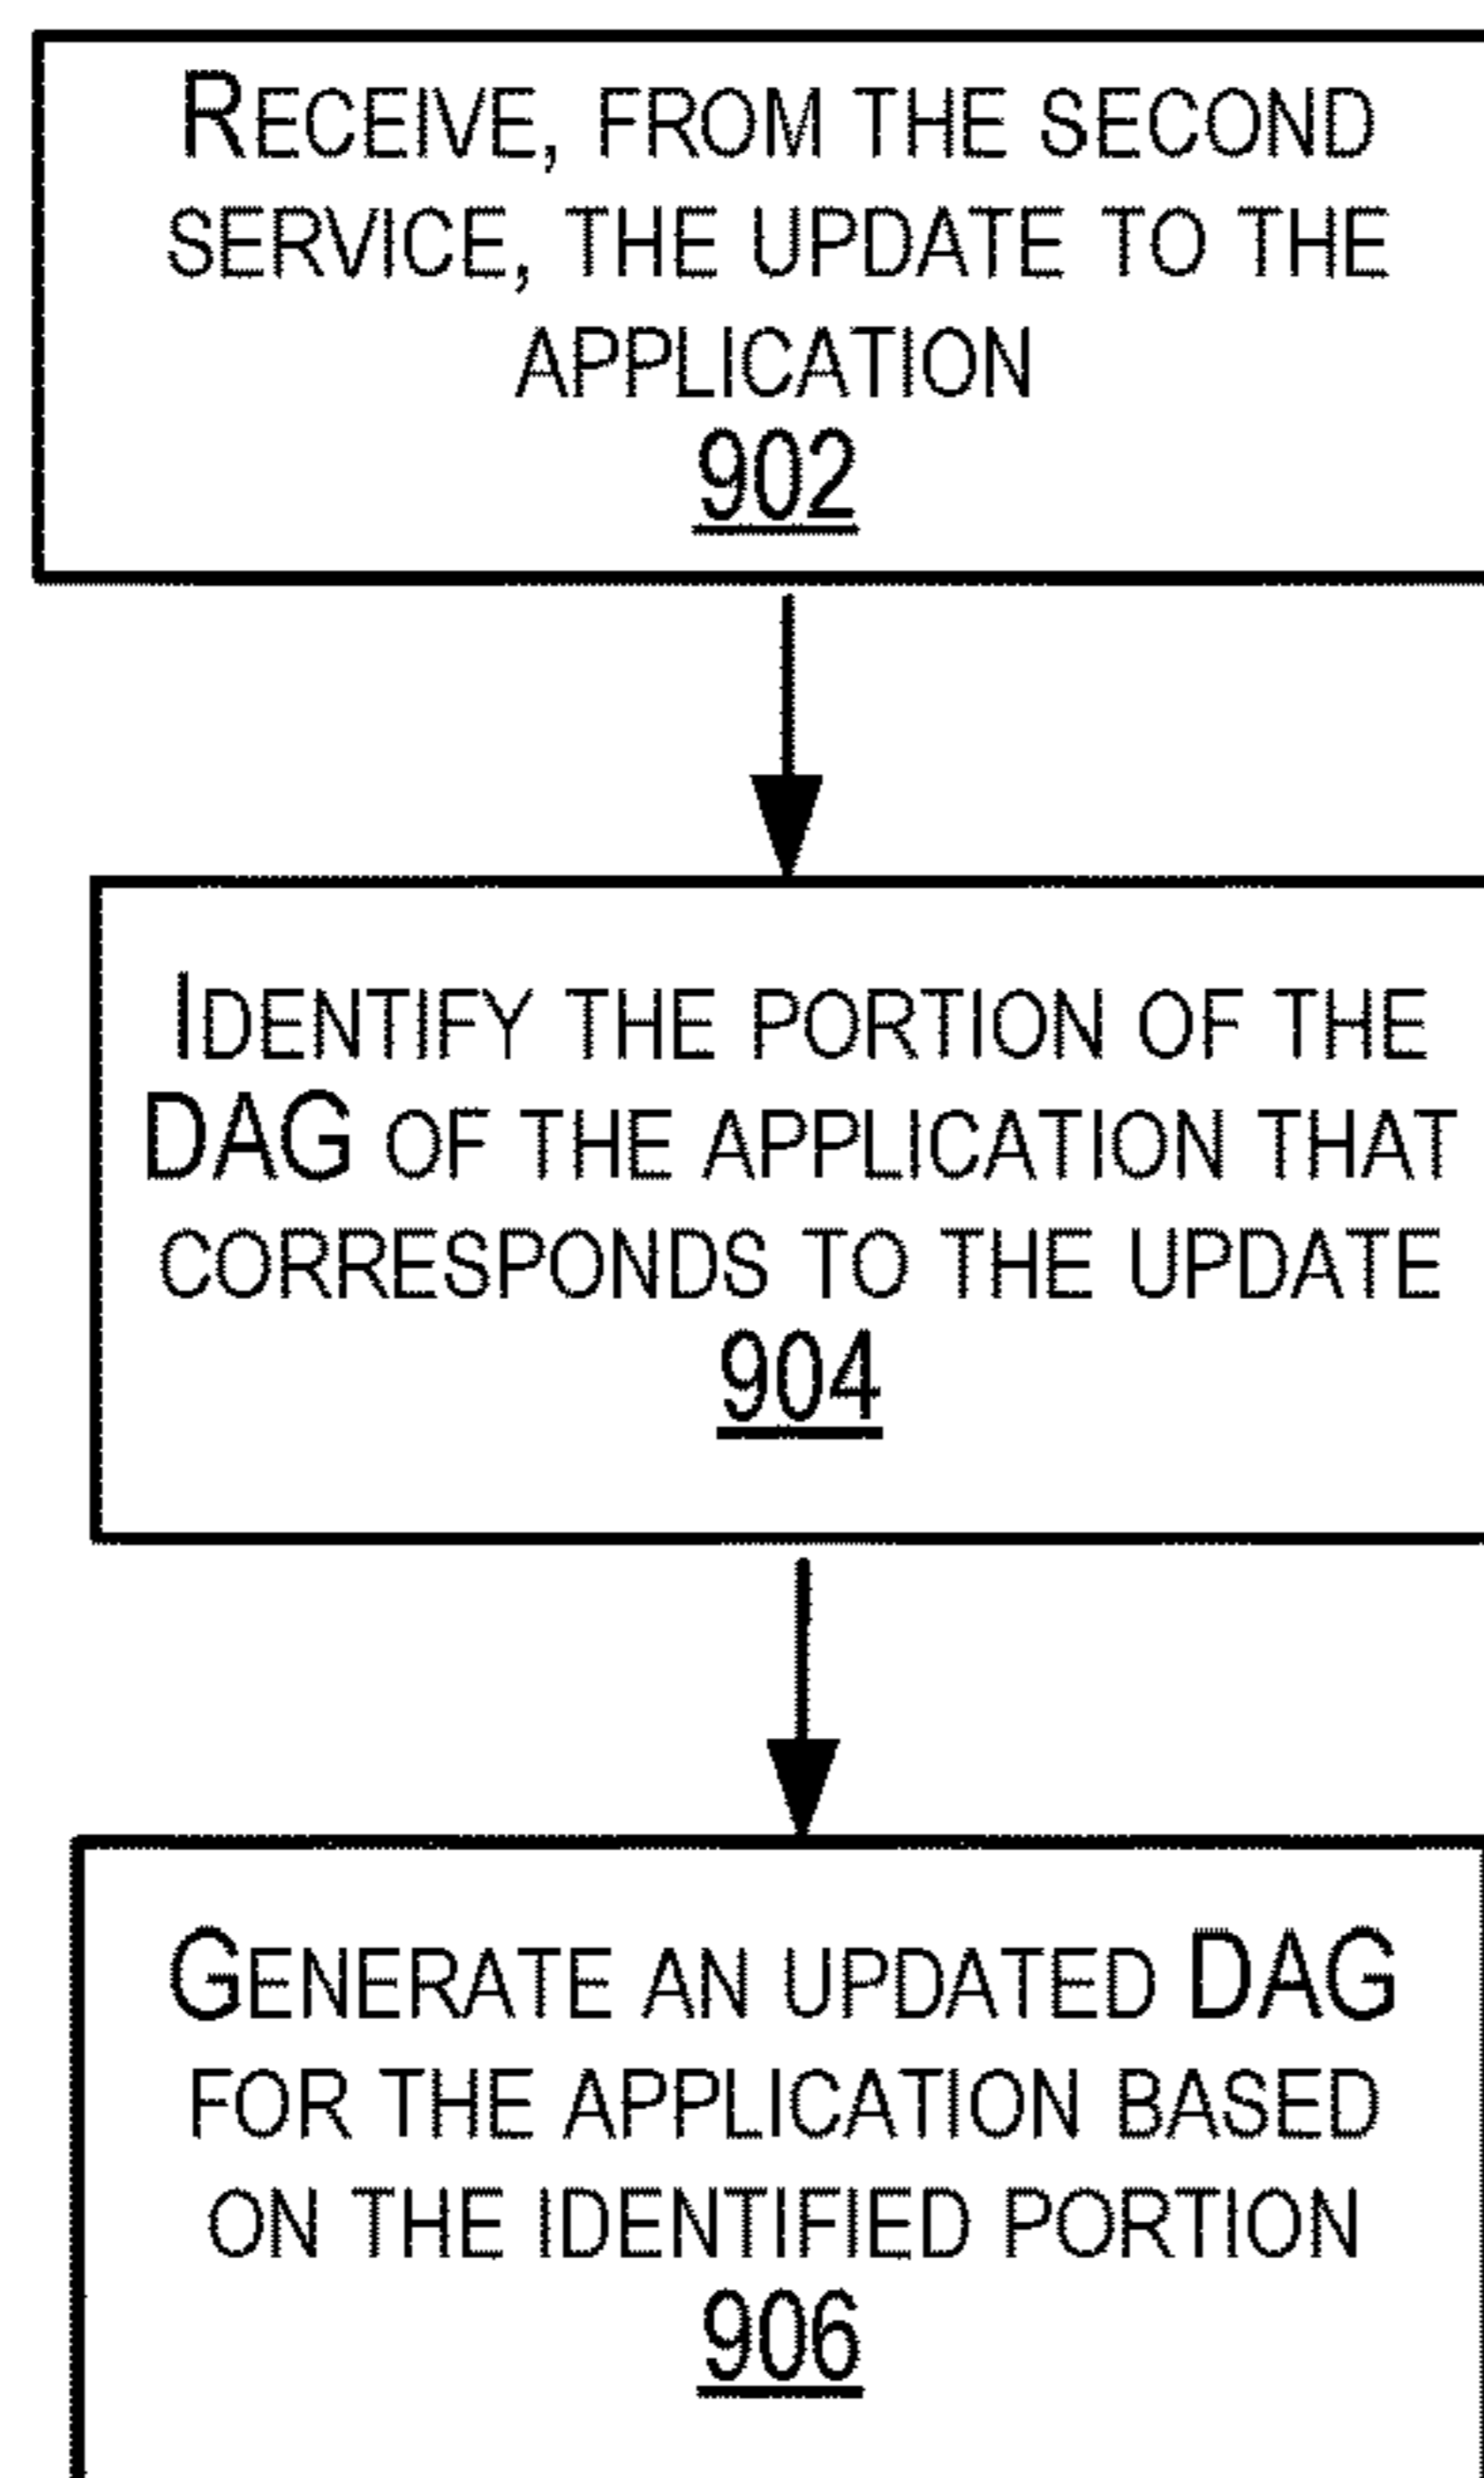 RECEIVE, FROM THE SECOND
SERVICE, THE UPDATE TO THE
APPLICATION
902
IDENTIFY THE PORTION OF THE
DAG OF THE APPLICATION THAT
CORRESPONDS TO THE UPDATE
904
GENERATE AN UPDATED DAG
FOR THE APPLICATION BASED
ON THE IDENTIFIED PORTION
906